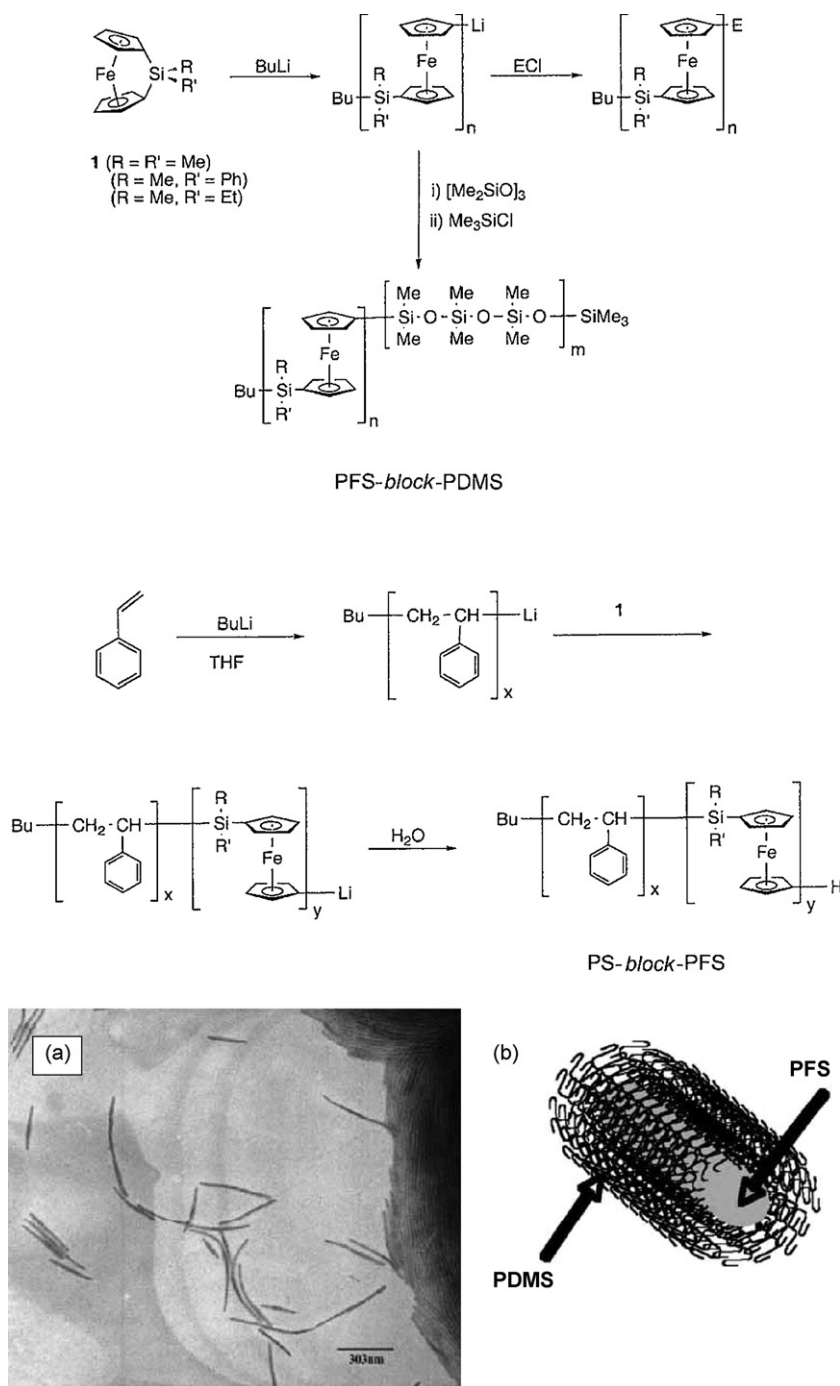 Fe
Si
R
R'
BuLi
Li
Fe
R
Bu
Si
R'
n
ECl
E
Fe
R
Bu
Si
R'
n
1 (R = R' = Me)
(R = Me, R' = Ph)
(R = Me, R' = Et)
i) [Me₂SiO]₃
ii) Me₃SiCl
Me Me Me
Si-O-Si-O-Si-O SiMe₃
Me Me Me
m
Fe
R
Bu Si
R'
n
PFS-block-PDMS
BuLi
THF
Bu CH₂-CH Li
x
1
Bu CH₂-CH Si
R
R'
Fe
Li
x
y
H₂O
Bu CH₂-CH Si
R
R'
Fe
H
x
y
PS-block-PFS
(a)
303nm
(b)
PFS
PDMS